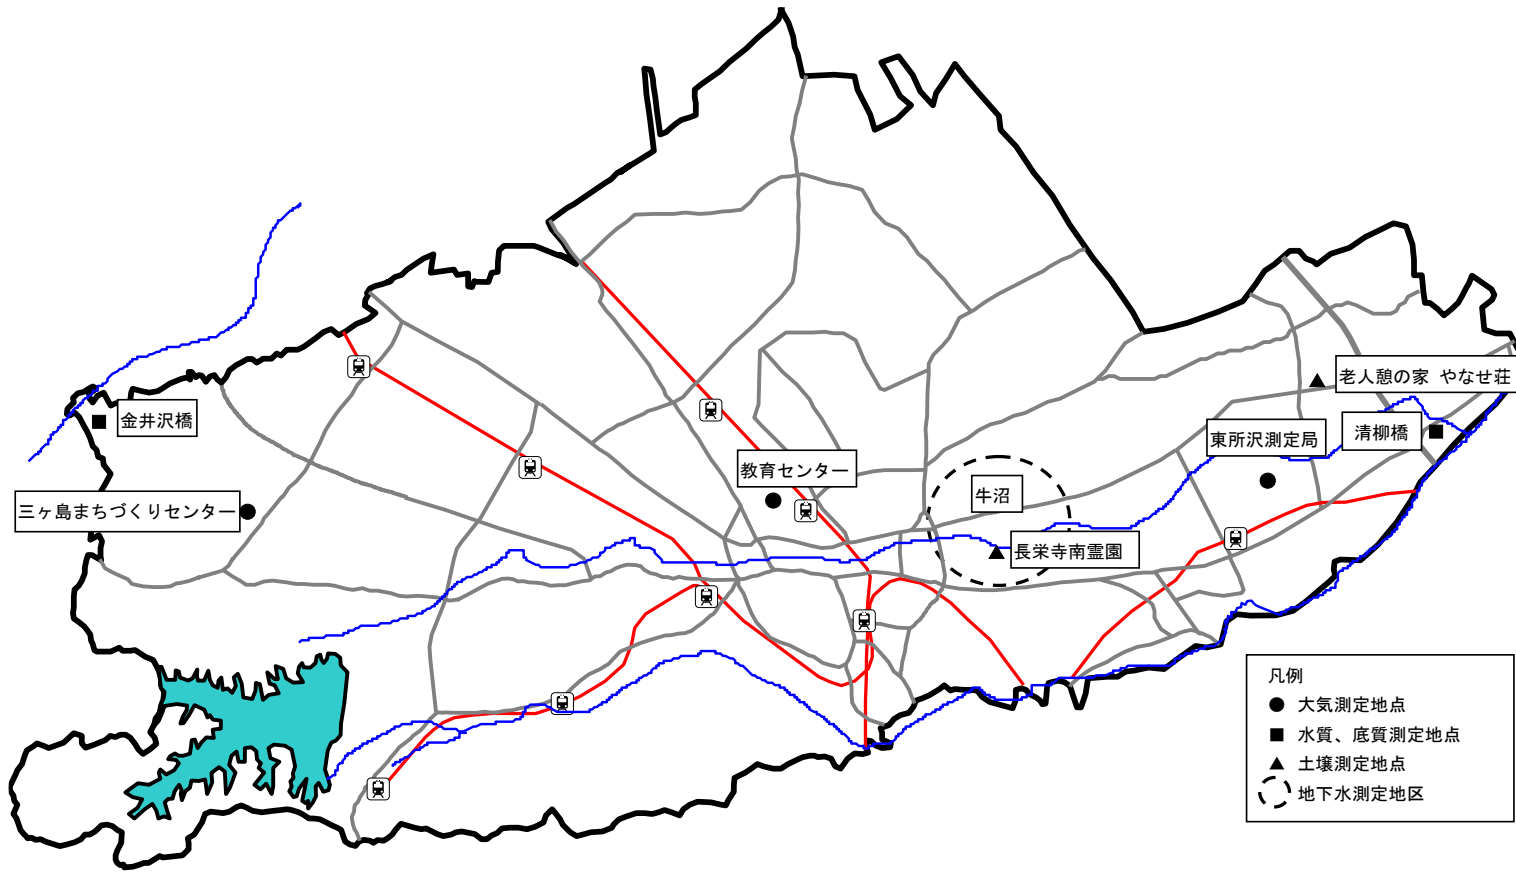 老人憩の家 やなせ荘
金井沢橋
清柳橋
東所沢測定局
教育センター
牛沼
三ヶ島まちづくりセンター
長栄寺南霊園
凡例
大気測定地点
水質、底質測定地点
土壌測定地点
地下水測定地区